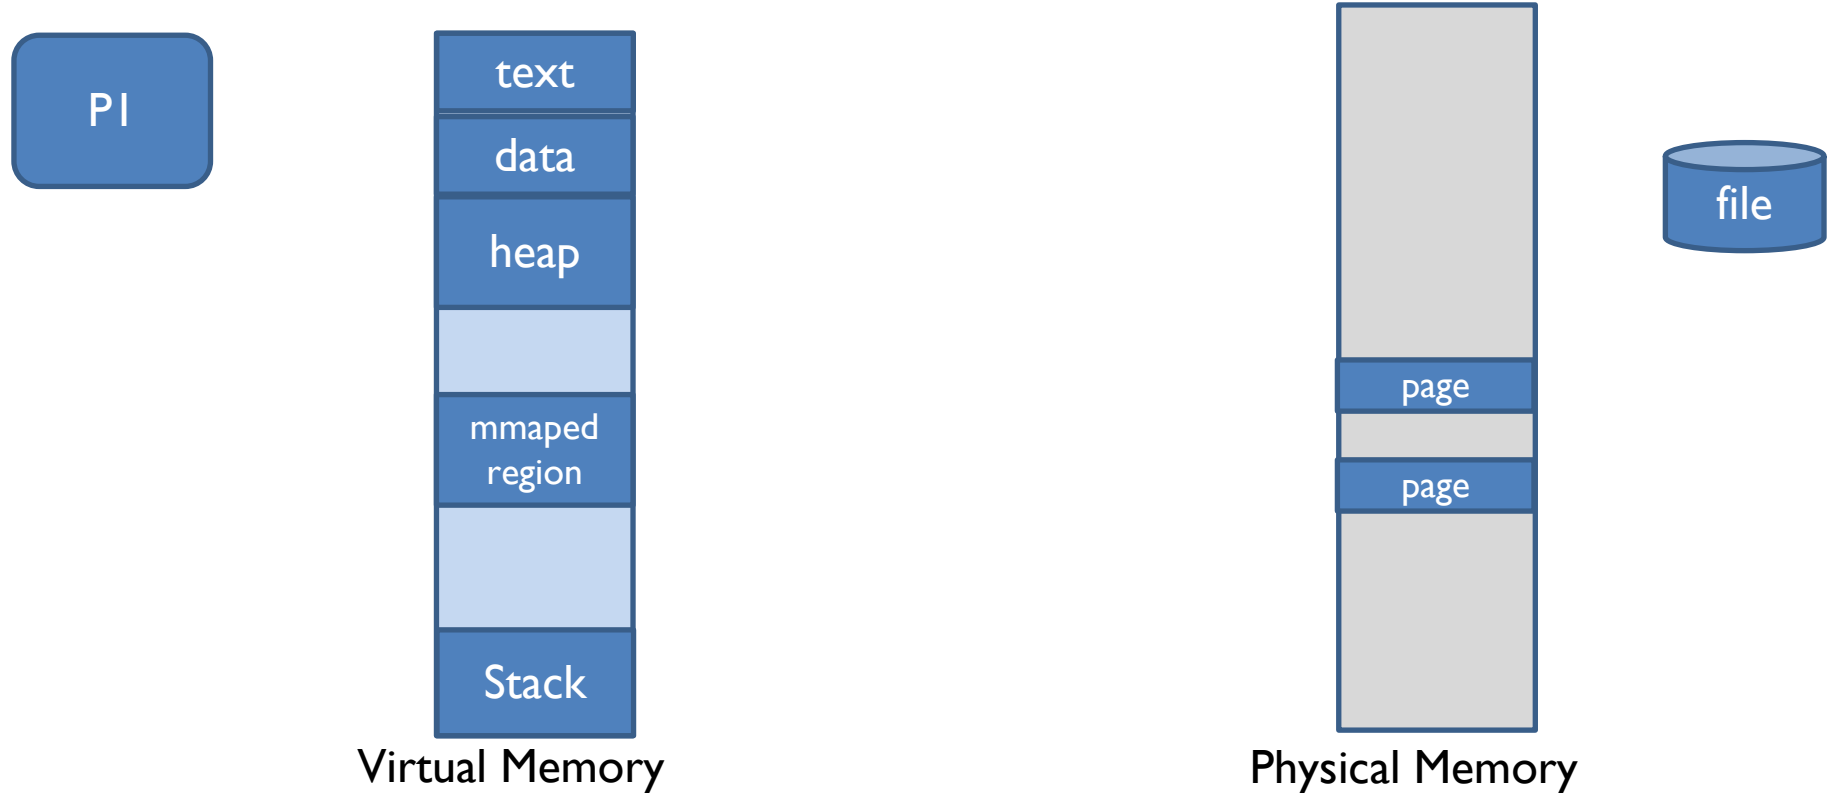 P1
text
data
heap
mmaped
region
Stack
Virtual Memory
page
page
Physical Memory
file